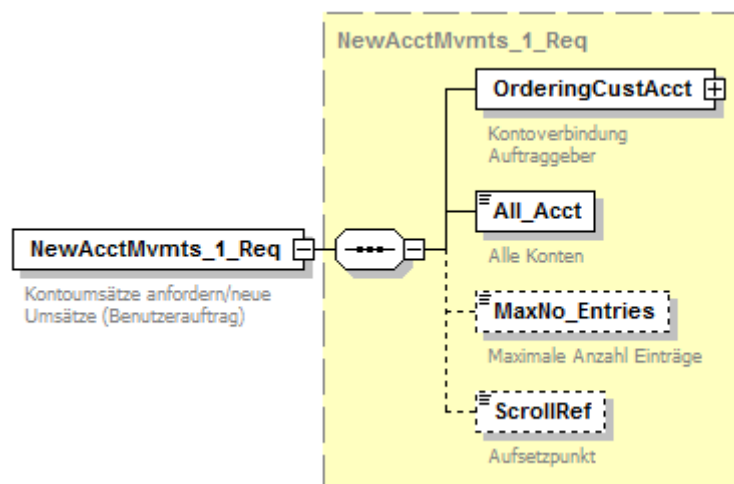 NewAcctMvmts_1_Req
OrderingCustAcct
Kontoverbindung
Auftraggeber
All_Acct
Alle Konten
NewAcctMvmts_1_Req
Kontoumsätze anfordern/neue
Umsätze (Benutzerauftrag)
MaxNo_Entries
Maximale Anzahl Einträge
ScrollRef
Aufsetzpunkt